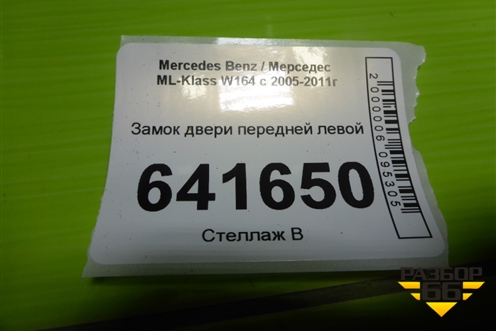 Mercedes Benz / Мерседес
ML-Klass W164 с 2005-2011г
Замок двери передней левой
641650
Стеллаж В
2000006095305
РАЗБОР
66